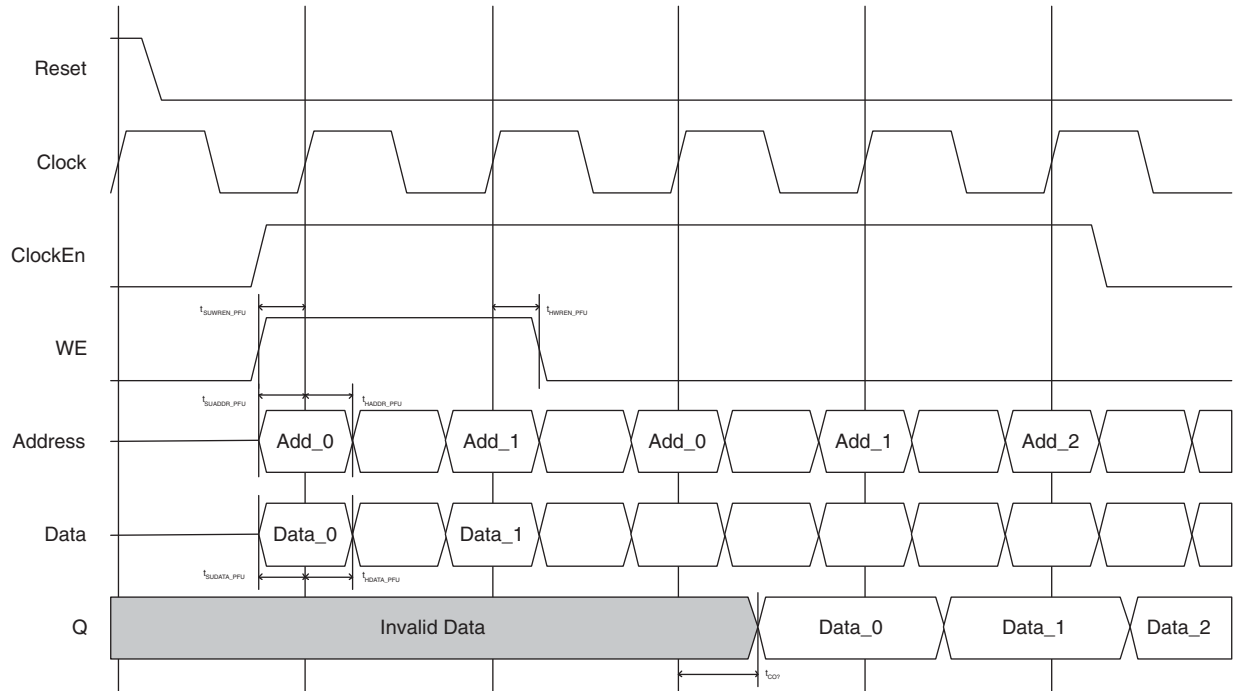 Reset
Clock
ClockEn
tSUWREN_PFU tHWREN_PFU
WE
tSUADDR_PFU tHADDR_PFU
Address Add_0 Add_1 Add_0 Add_1 Add_2
Data Data_0 Data_1
tSUDATA_PFU tHDATA_PFU
Q Invalid Data Data_0 Data_1 Data_2
tCO?